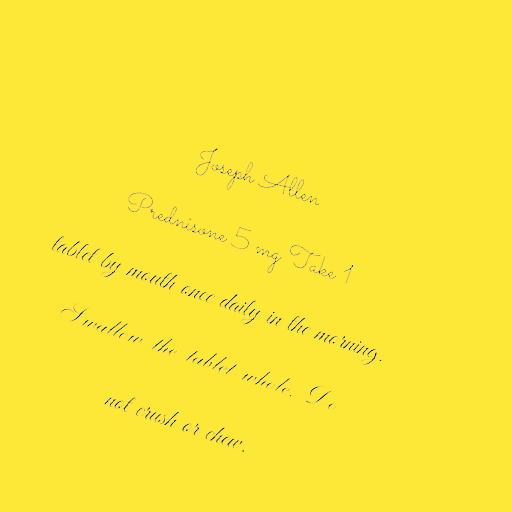 Joseph Allen
Prednisone 5 mg Take 1
tablet by mouth once daily in the morning.
Swallow the tablet whole. Do
not crush or chew.